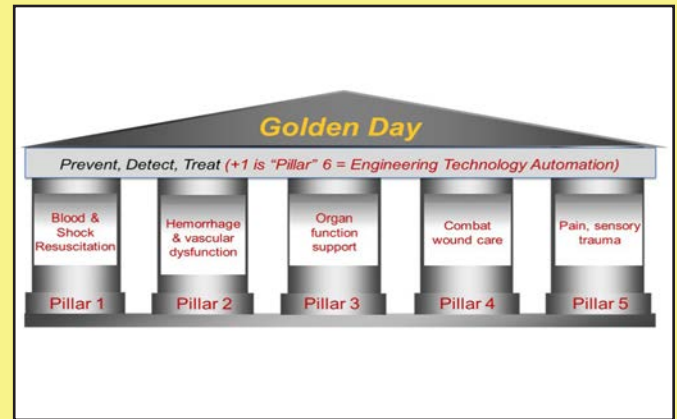 Golden Day
Prevent, Detect, Treat (+1 is “Pillar” 6 = Engineering Technology Automation)
Blood &
Shock
Resuscitation
Hemorrhage
& vascular
dysfunction
Organ
function
support
Combat
wound care
Pain, sensory
trauma
Pillar 1
Pillar 2
Pillar 3
Pillar 4
Pillar 5